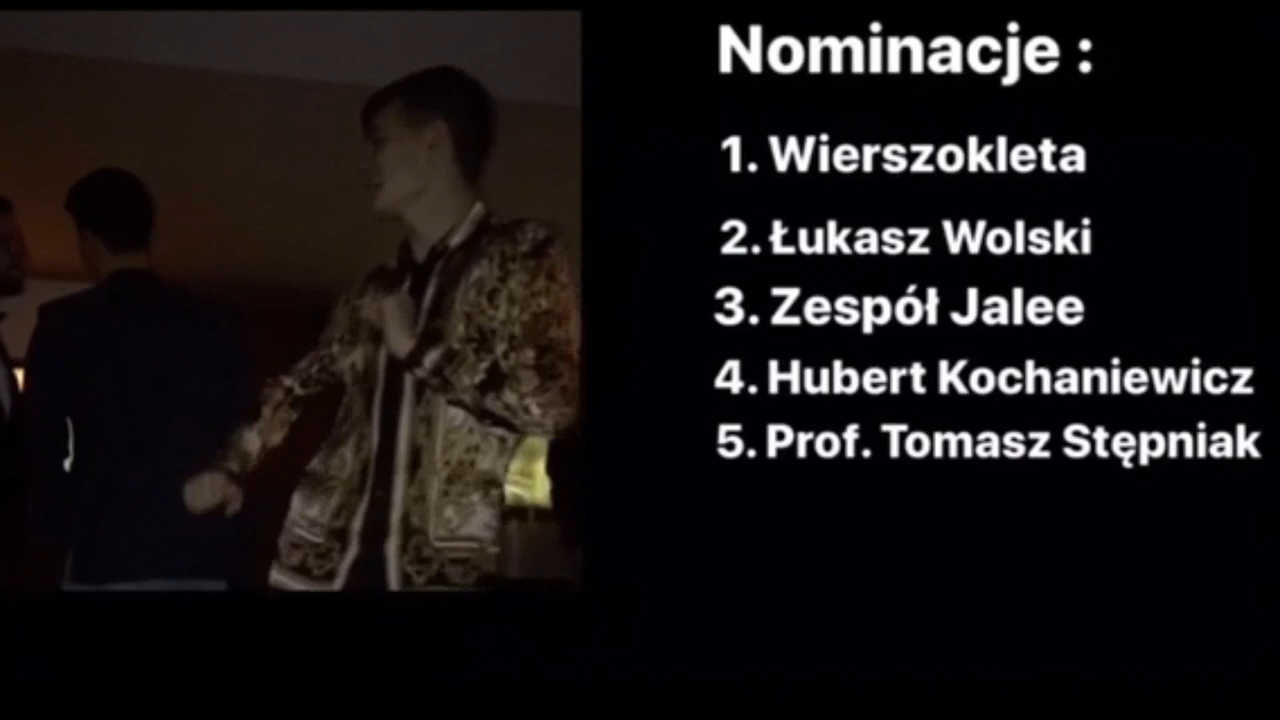 Nominacje :
1. Wierszokleta
2. Łukasz Wolski
3. Zespół Jalee
4. Hubert Kochaniewicz
5. Prof. Tomasz Stępniak